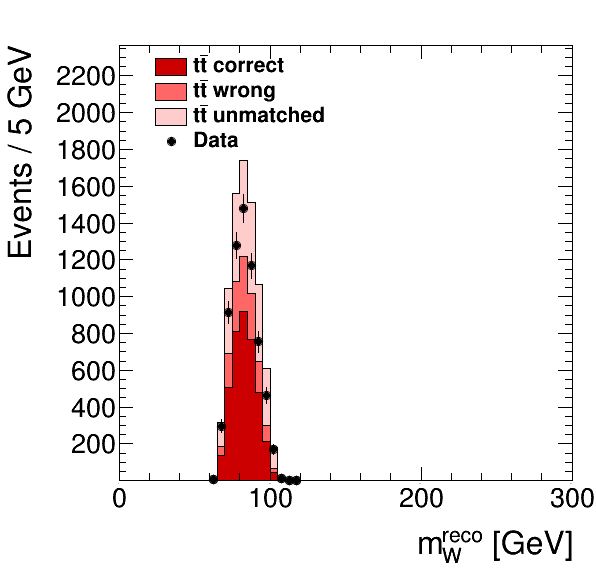 Events / 5 GeV
2200
2000
1800
1600
1400
1200
1000
800
600
400
200
tt̄ correct
tt̄ wrong
tt̄ unmatched
Data
0 100 200 300
m_W^reco [GeV]